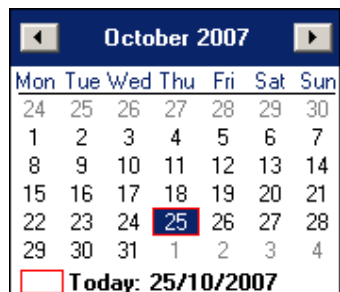 October 2007
Mon Tue Wed Thu Fri Sat Sun
24 25 26 27 28 29 30
1 2 3 4 5 6 7
8 9 10 11 12 13 14
15 16 17 18 19 20 21
22 23 24 25 26 27 28
29 30 31 1 2 3 4
Today: 25/10/2007